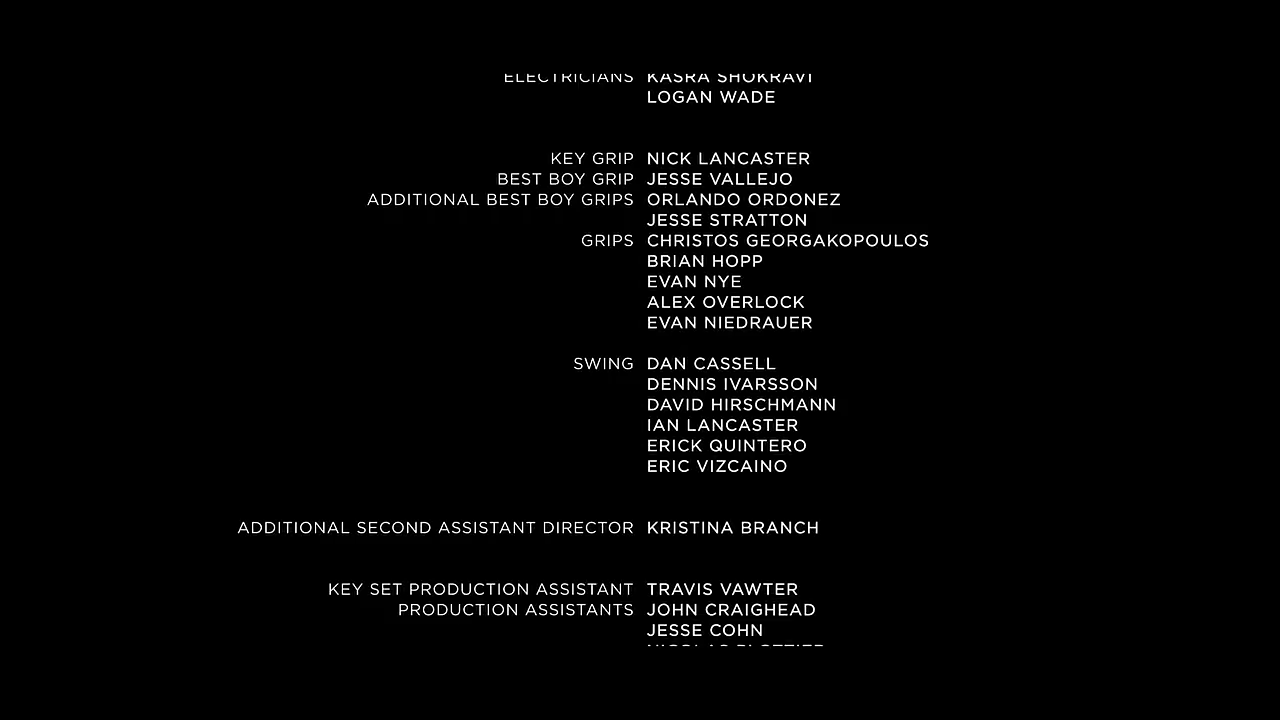 ELECTRICIANS KASRA SHOKRAVI
LOGAN WADE
KEY GRIP NICK LANCASTER
BEST BOY GRIP JESSE VALLEJO
ADDITIONAL BEST BOY GRIPS ORLANDO ORDONEZ
JESSE STRATTON
GRIPS CHRISTOS GEORGAKOPOULOS
BRIAN HOPP
EVAN NYE
ALEX OVERLOCK
EVAN NIEDRAUER
SWING DAN CASSELL
DENNIS IVARSSON
DAVID HIRSCHMANN
IAN LANCASTER
ERICK QUINTERO
ERIC VIZCAINO
ADDITIONAL SECOND ASSISTANT DIRECTOR KRISTINA BRANCH
KEY SET PRODUCTION ASSISTANT TRAVIS VAWTER
PRODUCTION ASSISTANTS JOHN CRAIGHEAD
JESSE COHN